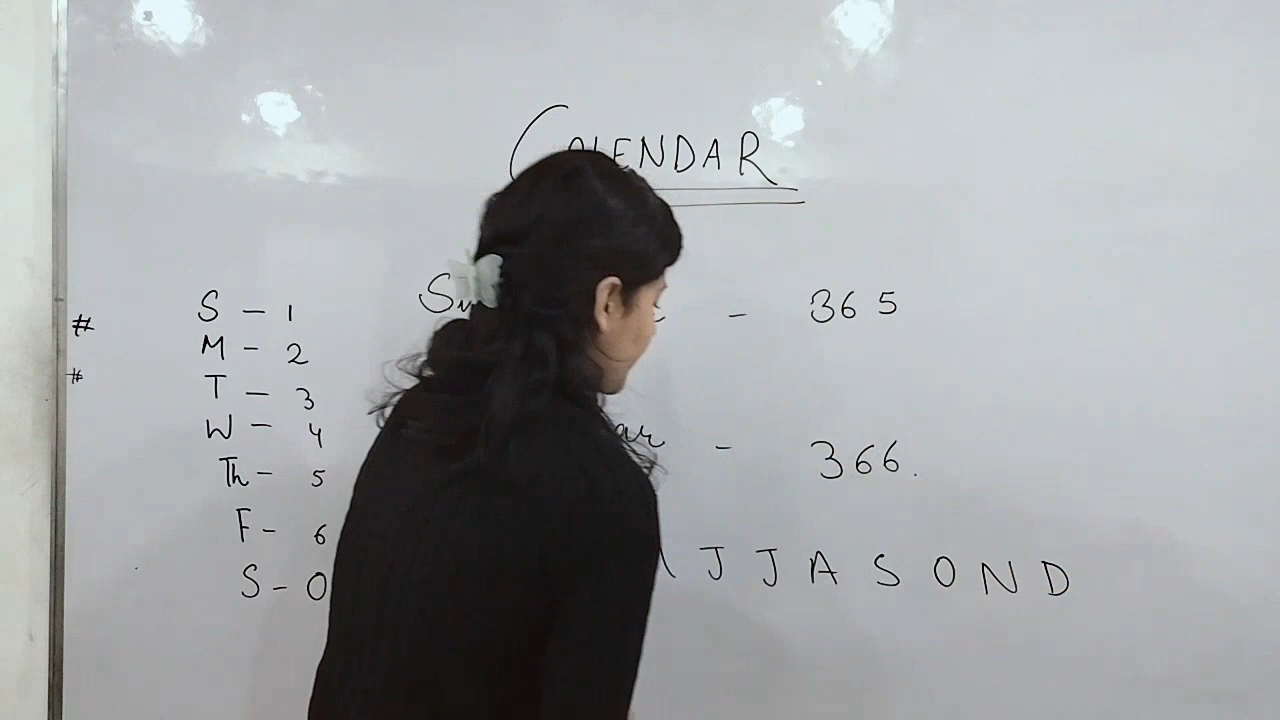 CALENDAR
S - 1
- 365
# M - 2
# T - 3
W - 4
- 366.
Th - 5
F - 6
J J A S O N D
S - 0